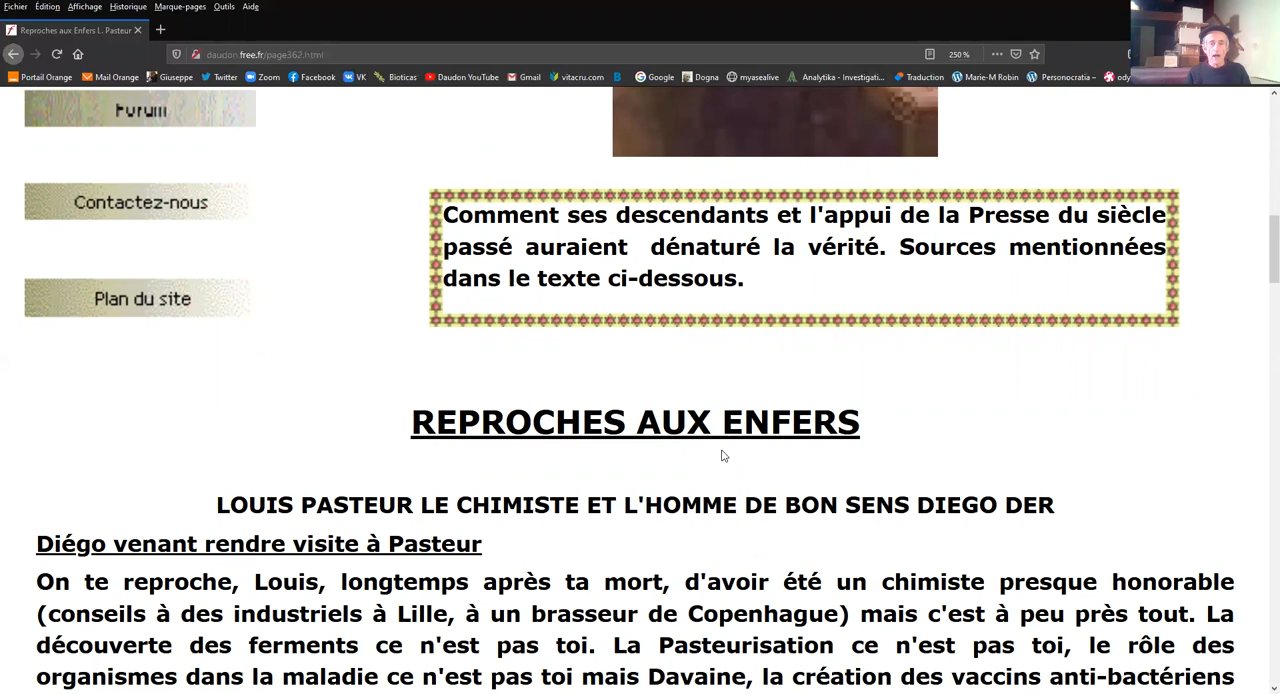 Fichier Édition Affichage Historique Marque-pages Outils Aide
Reproches aux Enfers L. Pasteur
daudon.free.fr/page362.html 250 %
Portail Orange Mail Orange Giuseppe Twitter Zoom Facebook VK Bioticas Daudon YouTube Gmail vitacru.com Google Dogna myasealive Analytika - Investigati... Traduction Marie-M Robin Personocratia – ody
Forum
Contactez-nous
Plan du site
Comment ses descendants et l'appui de la Presse du siècle
passé auraient dénaturé la vérité. Sources mentionnées
dans le texte ci-dessous.
REPROCHES AUX ENFERS
LOUIS PASTEUR LE CHIMISTE ET L'HOMME DE BON SENS DIEGO DER
Diégo venant rendre visite à Pasteur
On te reproche, Louis, longtemps après ta mort, d'avoir été un chimiste presque honorable
(conseils à des industriels à Lille, à un brasseur de Copenhague) mais c'est à peu près tout. La
découverte des ferments ce n'est pas toi. La Pasteurisation ce n'est pas toi, le rôle des
organismes dans la maladie ce n'est pas toi mais Davaine, la création des vaccins anti-bactériens